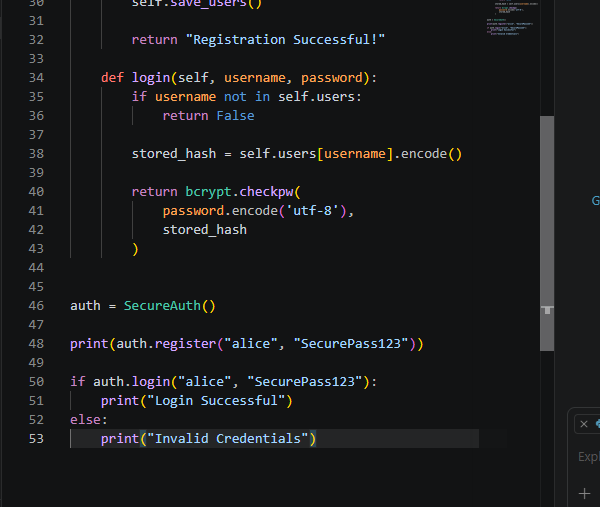 30 self.save_users()
31
32 return "Registration Successful!"
33
34 def login(self, username, password):
35 if username not in self.users:
36 return False
37
38 stored_hash = self.users[username].encode()
39
40 return bcrypt.checkpw(
41 password.encode('utf-8'),
42 stored_hash
43 )
44
45
46 auth = SecureAuth()
47
48 print(auth.register("alice", "SecurePass123"))
49
50 if auth.login("alice", "SecurePass123"):
51 print("Login Successful")
52 else:
53 print("Invalid Credentials")
G
Expl